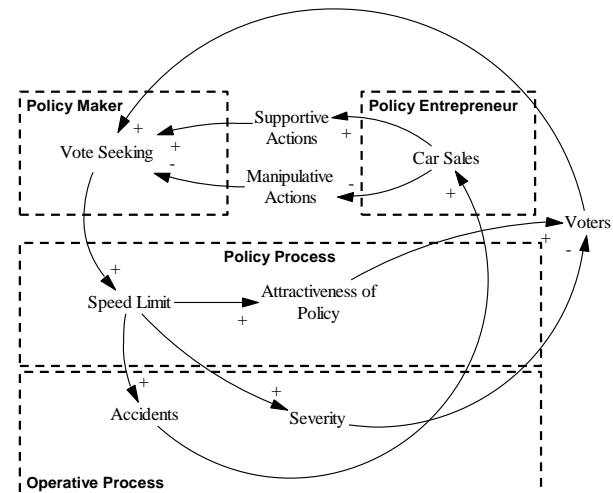 Policy Maker
Policy Entrepreneur
Supportive
Actions
+
+
+
-
Vote Seeking
Car Sales
Manipulative
Actions
-
+
Voters
+
-
Policy Process
+
Speed Limit
+
Attractiveness of
Policy
+
Accidents
+
Severity
Operative Process